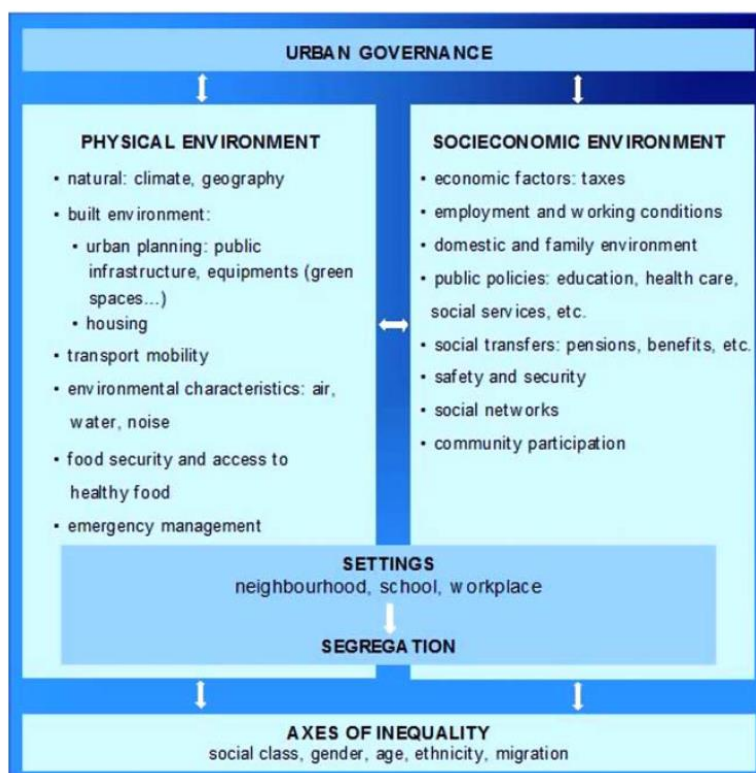 URBAN GOVERNANCE
PHYSICAL ENVIRONMENT
• natural: climate, geography
• built environment:
• urban planning: public
infrastructure, equipments (green
spaces...)
• housing
• transport mobility
• environmental characteristics: air,
water, noise
• food security and access to
healthy food
• emergency management
SOCIECONOMIC ENVIRONMENT
• economic factors: taxes
• employment and working conditions
• domestic and family environment
• public policies: education, health care,
social services, etc.
• social transfers: pensions, benefits, etc.
• safety and security
• social networks
• community participation
SETTINGS
neighbourhood, school, workplace
SEGREGATION
AXES OF INEQUALITY
social class, gender, age, ethnicity, migration